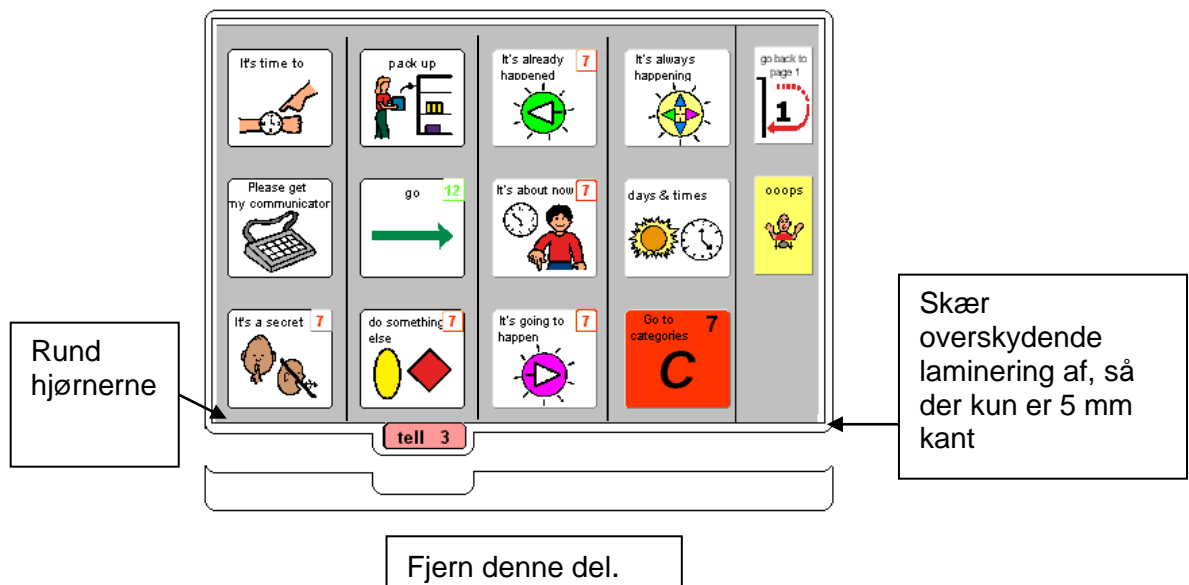 It's time to
pack up
It's already 7
happened
It's always
happening
go back to
page 1
1
Please get
my communicator
go 12
It's about now 7
days & times
ooops
It's a secret 7
do something 7
else
It's going to 7
happen
Go to 7
categories
C
tell 3
Rund
hjørnerne
Skær
overskydende
laminering af, så
der kun er 5 mm
kant
Fjern denne del.